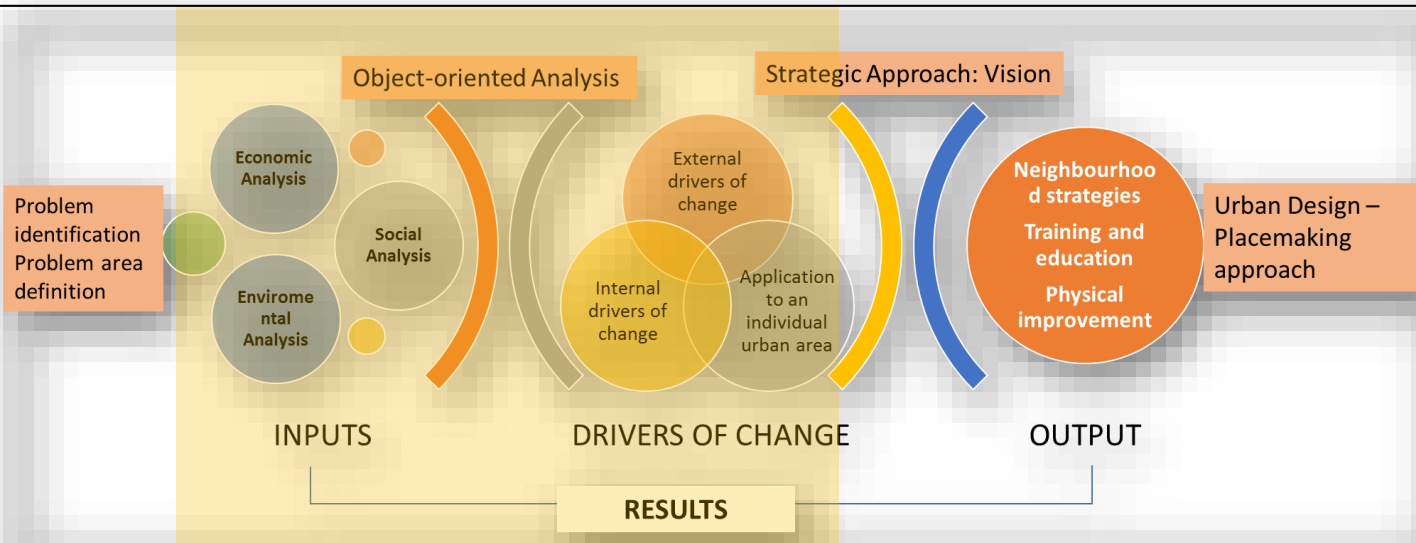 Object-oriented Analysis
Strategic Approach: Vision
Problem
identification
Problem area
definition
Economic
Analysis
Social
Analysis
Envirome
ntal
Analysis
External
drivers of
change
Internal
drivers of
change
Application
to an
individual
urban area
Neighbourhoo
d strategies
Training and
education
Physical
improvement
Urban Design –
Placemaking
approach
INPUTS
DRIVERS OF CHANGE
OUTPUT
RESULTS